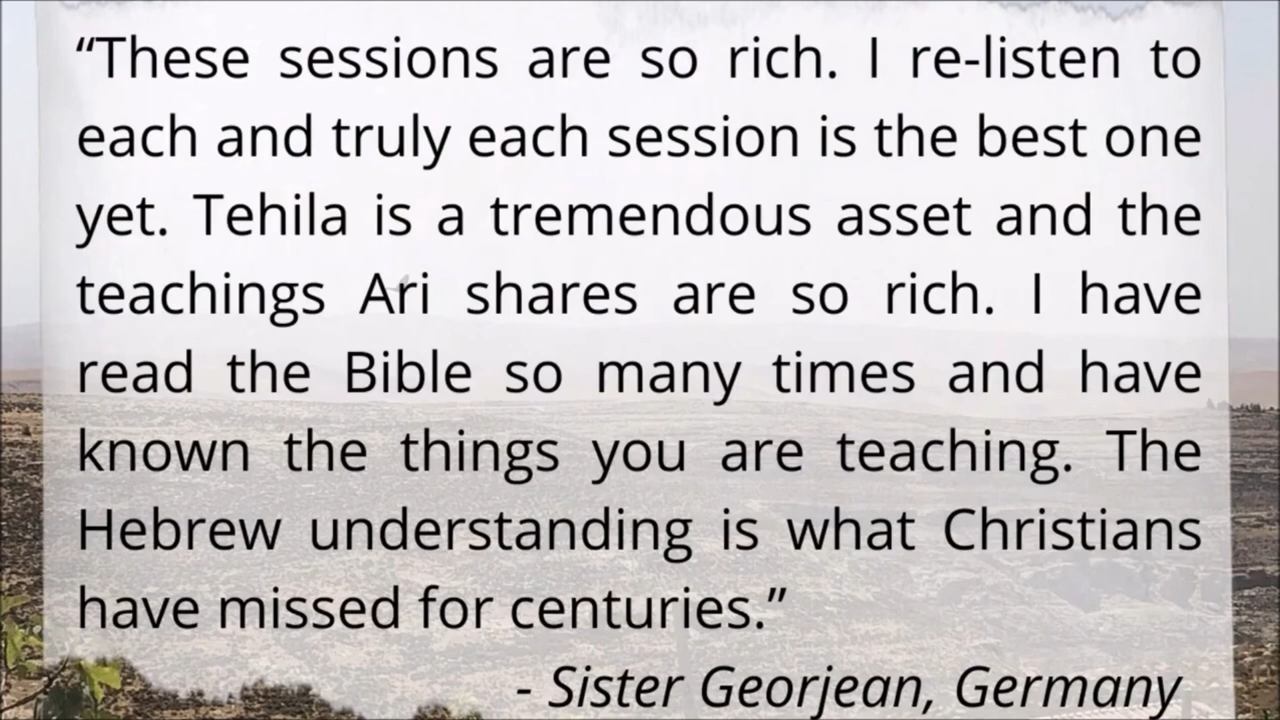 “These sessions are so rich. I re-listen to
each and truly each session is the best one
yet. Tehila is a tremendous asset and the
teachings Ari shares are so rich. I have
read the Bible so many times and have
known the things you are teaching. The
Hebrew understanding is what Christians
have missed for centuries.”
- Sister Georjean, Germany